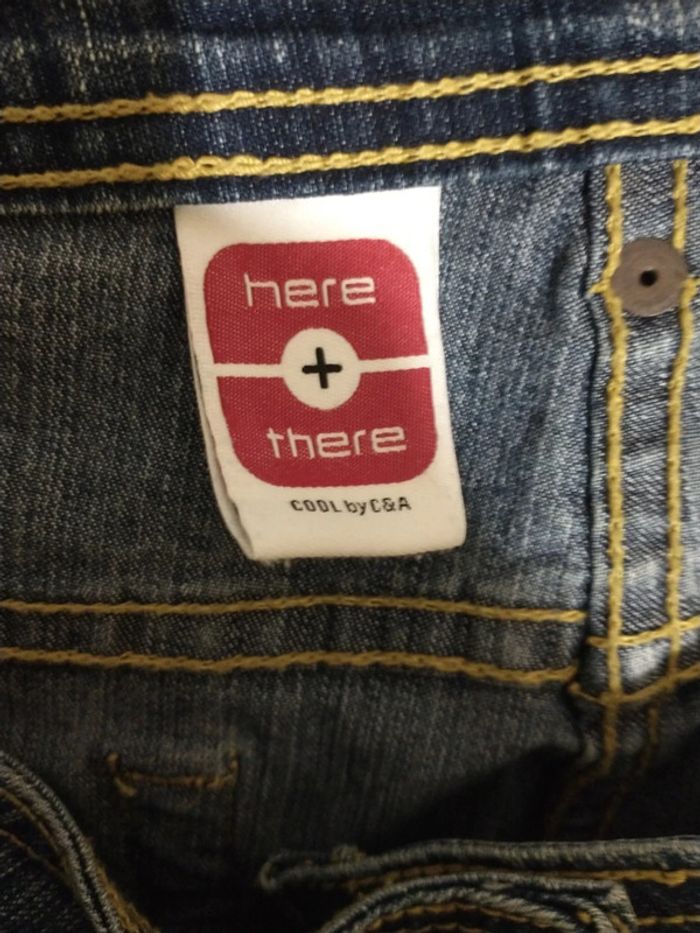 here
+
there
COOL by C&A